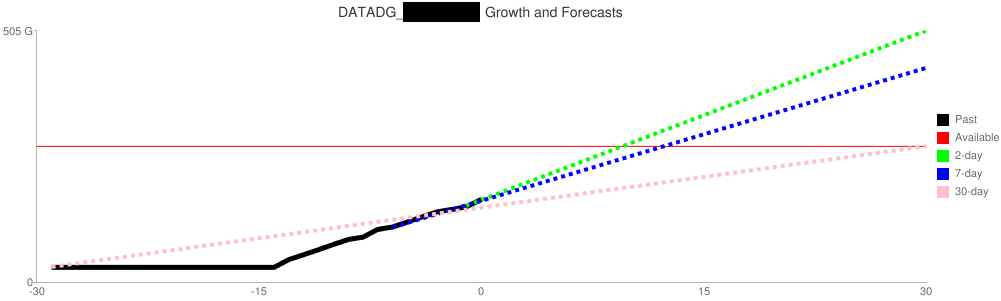 DATADG_ Growth and Forecasts
505 G
0
-30 -15 0 15 30
Past
Available
2-day
7-day
30-day